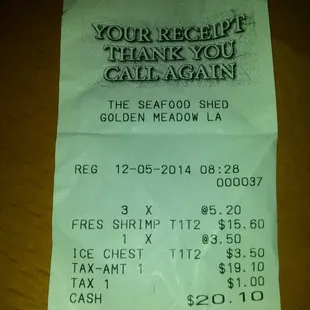 YOUR RECEIPT
THANK YOU
CALL AGAIN
THE SEAFOOD SHED
GOLDEN MEADOW LA
REG 12-05-2014 08:28
000037
3 X @5.20
FRES SHRIMP T1T2 $15.60
1 X @3.50
ICE CHEST T1T2 $3.50
TAX-AMT 1 $19.10
TAX 1 $1.00
CASH $20.10